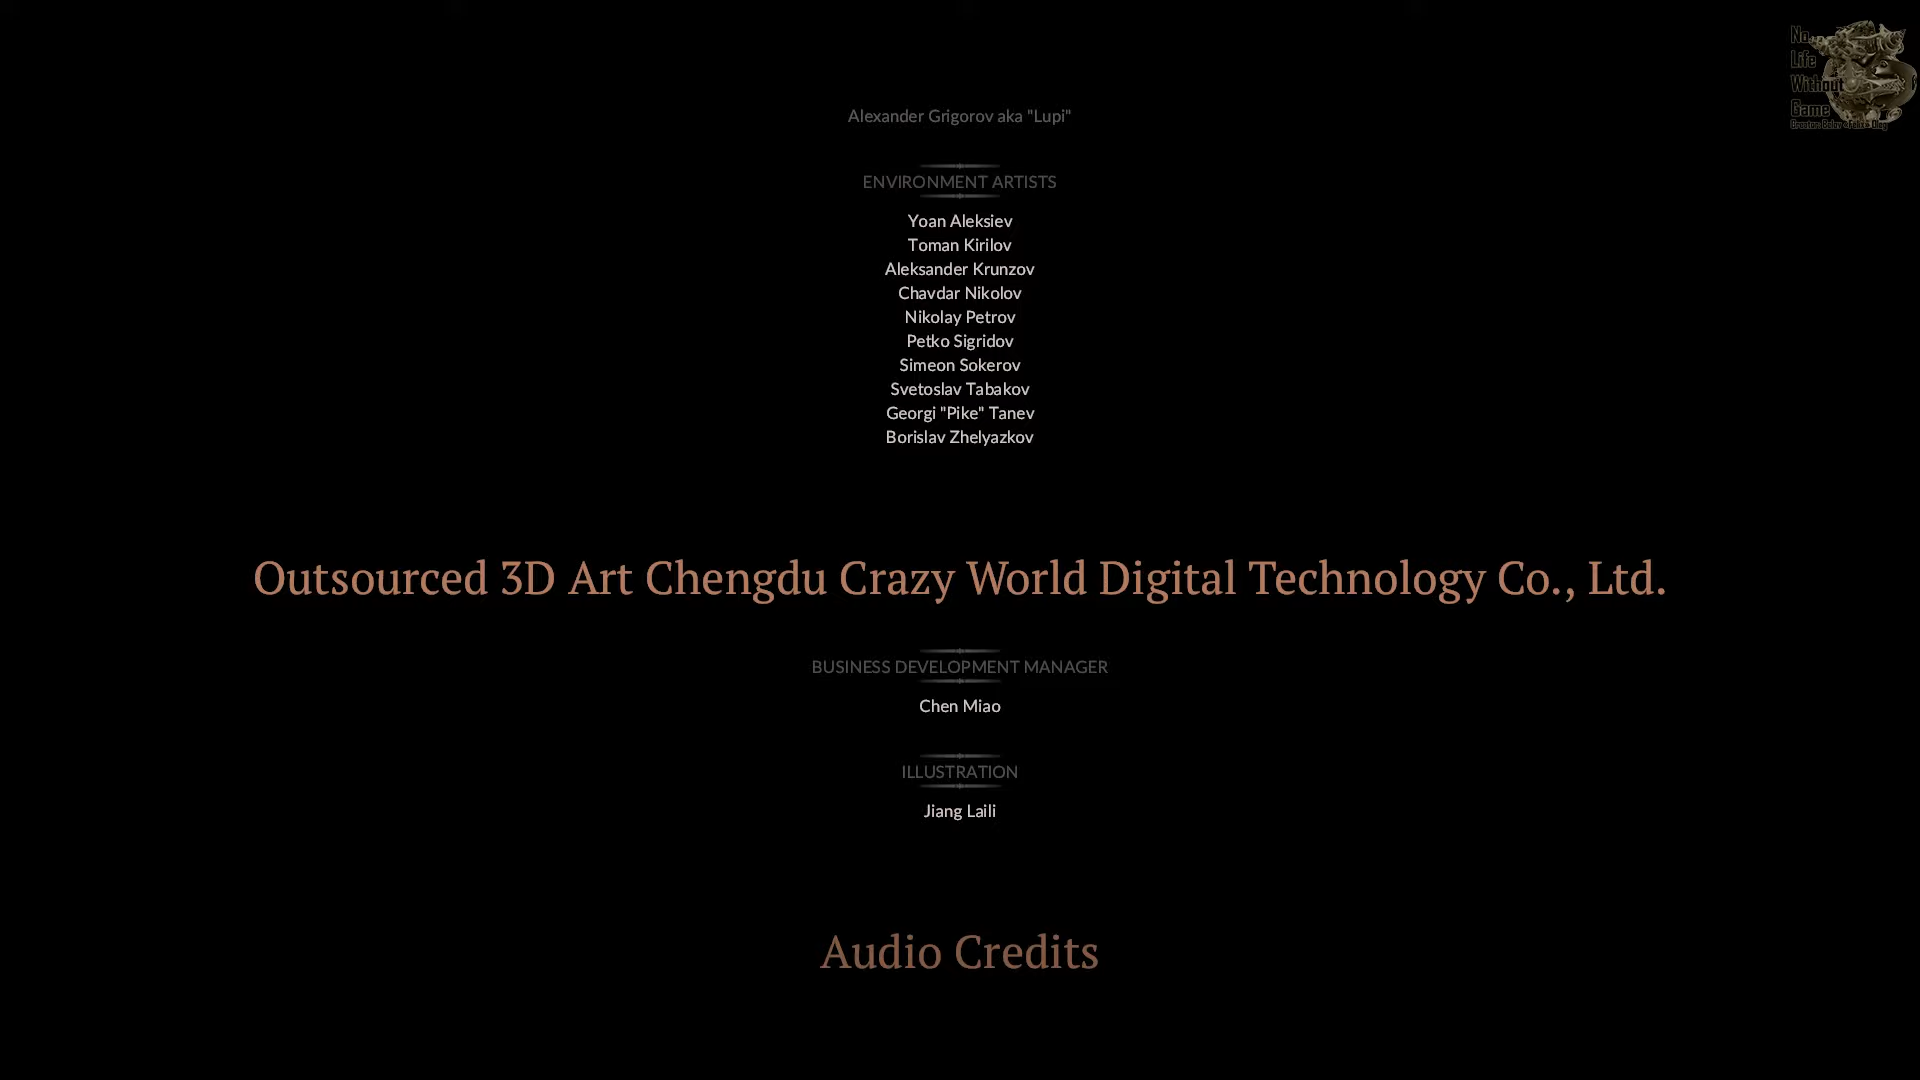 Alexander Grigorov aka "Lupi"
ENVIRONMENT ARTISTS
Yoan Aleksiev
Toman Kirilov
Aleksander Krunzov
Chavdar Nikolov
Nikolay Petrov
Petko Sigridov
Simeon Sokerov
Svetoslav Tabakov
Georgi "Pike" Tanev
Borislav Zhelyazkov
Outsourced 3D Art Chengdu Crazy World Digital Technology Co., Ltd.
BUSINESS DEVELOPMENT MANAGER
Chen Miao
ILLUSTRATION
Jiang Laili
Audio Credits
No
Life
Without
Game